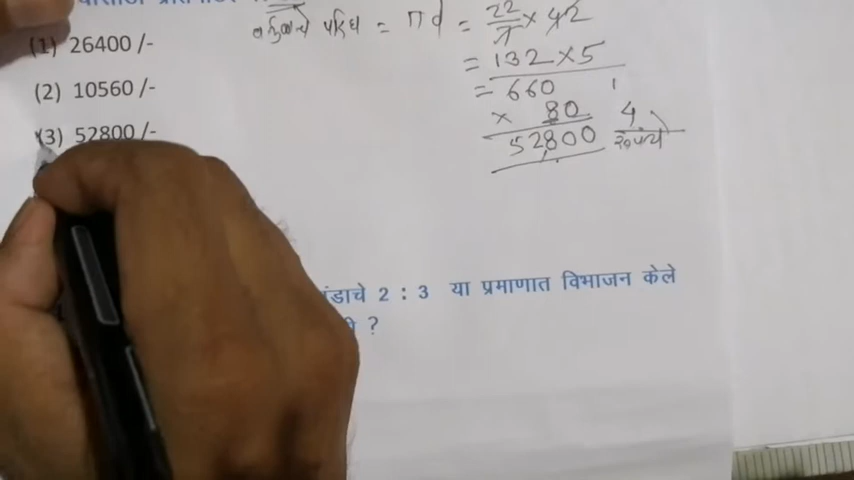 (1) 26400 /-
(2) 10560 /-
(3) 52800 /-
वर्तुळाचे परिघ = πd = 22/7 × 42
= 132 × 5
= 660
× 80
52800 रुपये
2 : 3 या प्रमाणात विभाजन केले
?